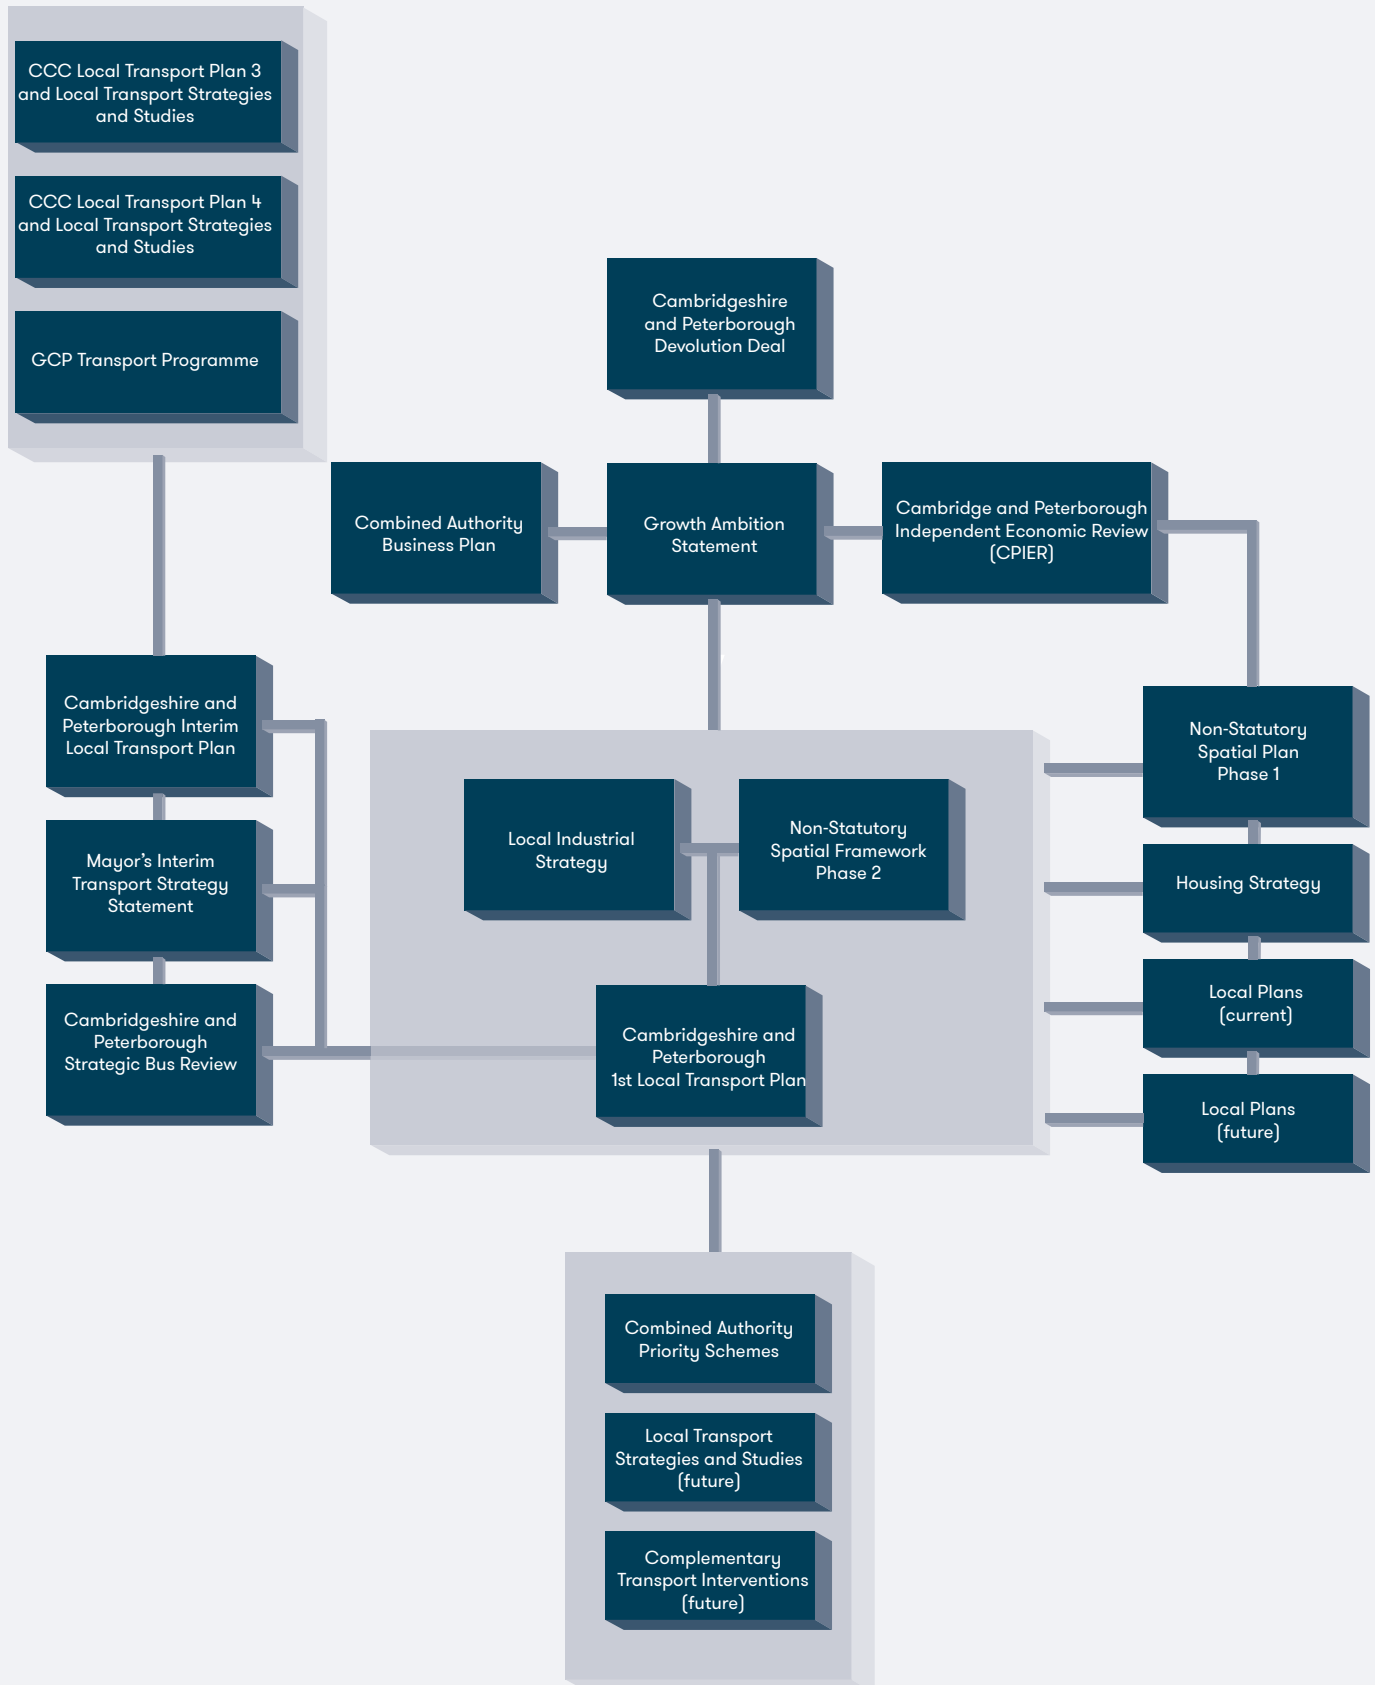 CCC Local Transport Plan 3
and Local Transport Strategies
and Studies
CCC Local Transport Plan 4
and Local Transport Strategies
and Studies
GCP Transport Programme
Cambridgeshire
and Peterborough
Devolution Deal
Combined Authority
Business Plan
Growth Ambition
Statement
Cambridge and Peterborough
Independent Economic Review
(CPIER)
Cambridgeshire and
Peterborough Interim
Local Transport Plan
Mayor's Interim
Transport Strategy
Statement
Cambridgeshire and
Peterborough
Strategic Bus Review
Local Industrial
Strategy
Non-Statutory
Spatial Framework
Phase 2
Cambridgeshire and
Peterborough
1st Local Transport Plan
Non-Statutory
Spatial Plan
Phase 1
Housing Strategy
Local Plans
(current)
Local Plans
(future)
Combined Authority
Priority Schemes
Local Transport
Strategies and Studies
(future)
Complementary
Transport Interventions
(future)